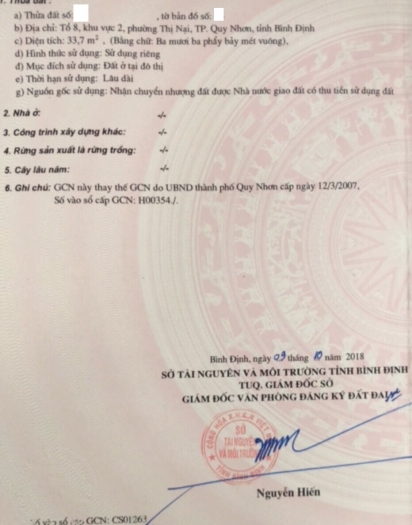 1. Thửa đất:
a) Thửa đất số: , tờ bản đồ số:
b) Địa chỉ: Tổ 8, khu vực 2, phường Thị Nại, TP. Quy Nhơn, tỉnh Bình Định
c) Diện tích: 33,7 m², (Bằng chữ: Ba mươi ba phẩy bảy mét vuông).
d) Hình thức sử dụng: Sử dụng riêng
đ) Mục đích sử dụng: Đất ở tại đô thị
e) Thời hạn sử dụng: Lâu dài
g) Nguồn gốc sử dụng: Nhận chuyển nhượng đất được Nhà nước giao đất có thu tiền sử dụng đất
2. Nhà ở: -/-
3. Công trình xây dựng khác: -/-
4. Rừng sản xuất là rừng trồng: -/-
5. Cây lâu năm: -/-
6. Ghi chú: GCN này thay thế GCN do UBND thành phố Quy Nhơn cấp ngày 12/3/2007,
Số vào sổ cấp GCN: H00354./.
Bình Định, ngày 09 tháng 10 năm 2018
SỞ TÀI NGUYÊN VÀ MÔI TRƯỜNG TỈNH BÌNH ĐỊNH
TUQ. GIÁM ĐỐC SỞ
GIÁM ĐỐC VĂN PHÒNG ĐĂNG KÝ ĐẤT ĐAI
SỞ
TÀI NGUYÊN
VÀ MÔI TRƯỜNG
Nguyễn Hiến
Số vào sổ cấp GCN: CS01263